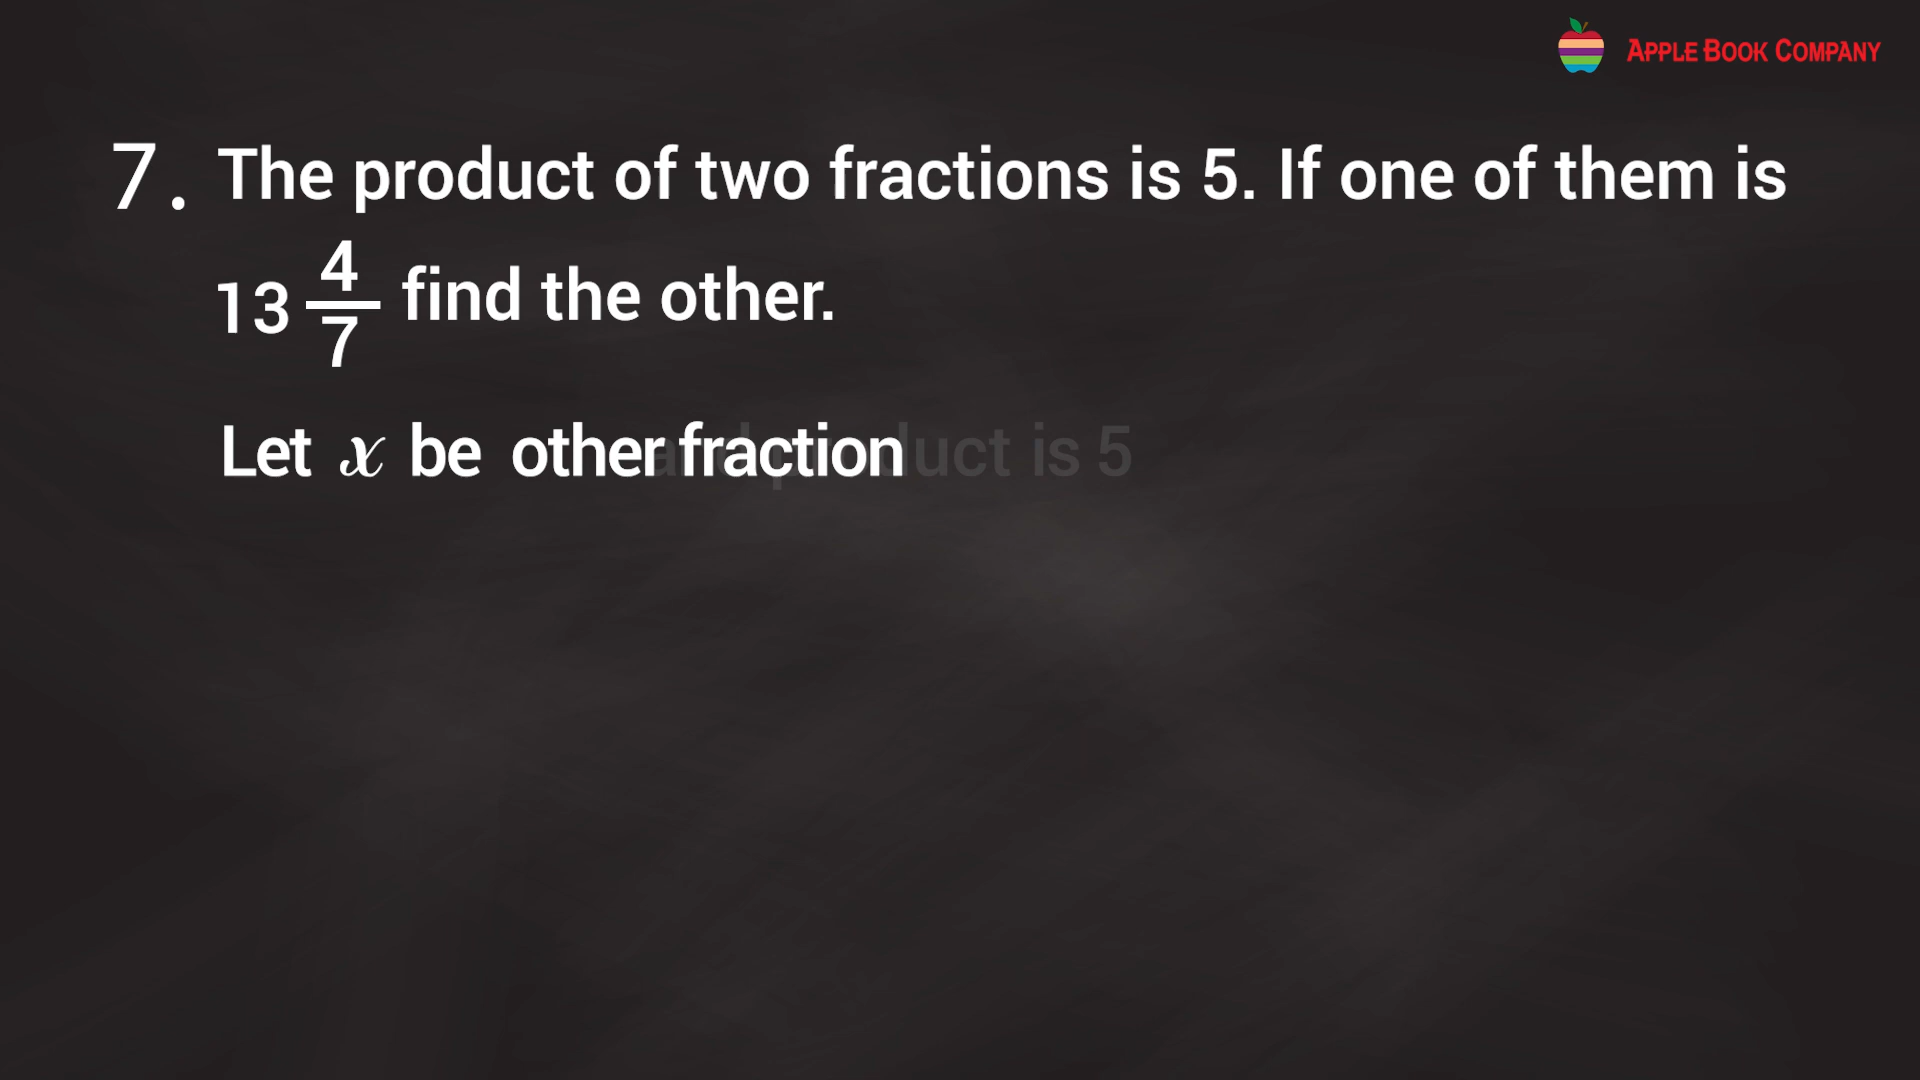 APPLE BOOK COMPANY
7. The product of two fractions is 5. If one of them is
13 4/7 find the other.
Let x be other fraction
product is 5